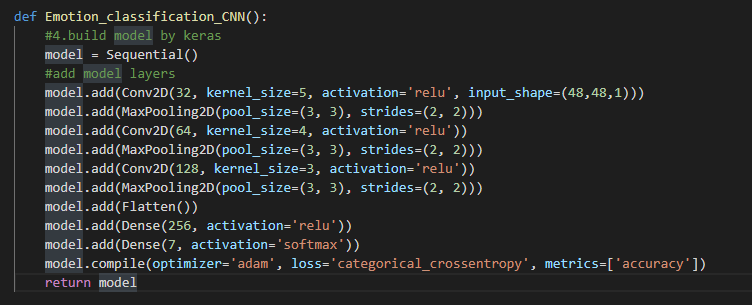 def Emotion_classification_CNN():
    #4.build model by keras
    model = Sequential()
    #add model layers
    model.add(Conv2D(32, kernel_size=5, activation='relu', input_shape=(48,48,1)))
    model.add(MaxPooling2D(pool_size=(3, 3), strides=(2, 2)))
    model.add(Conv2D(64, kernel_size=4, activation='relu'))
    model.add(MaxPooling2D(pool_size=(3, 3), strides=(2, 2)))
    model.add(Conv2D(128, kernel_size=3, activation='relu'))
    model.add(MaxPooling2D(pool_size=(3, 3), strides=(2, 2)))
    model.add(Flatten())
    model.add(Dense(256, activation='relu'))
    model.add(Dense(7, activation='softmax'))
    model.compile(optimizer='adam', loss='categorical_crossentropy', metrics=['accuracy'])
    return model